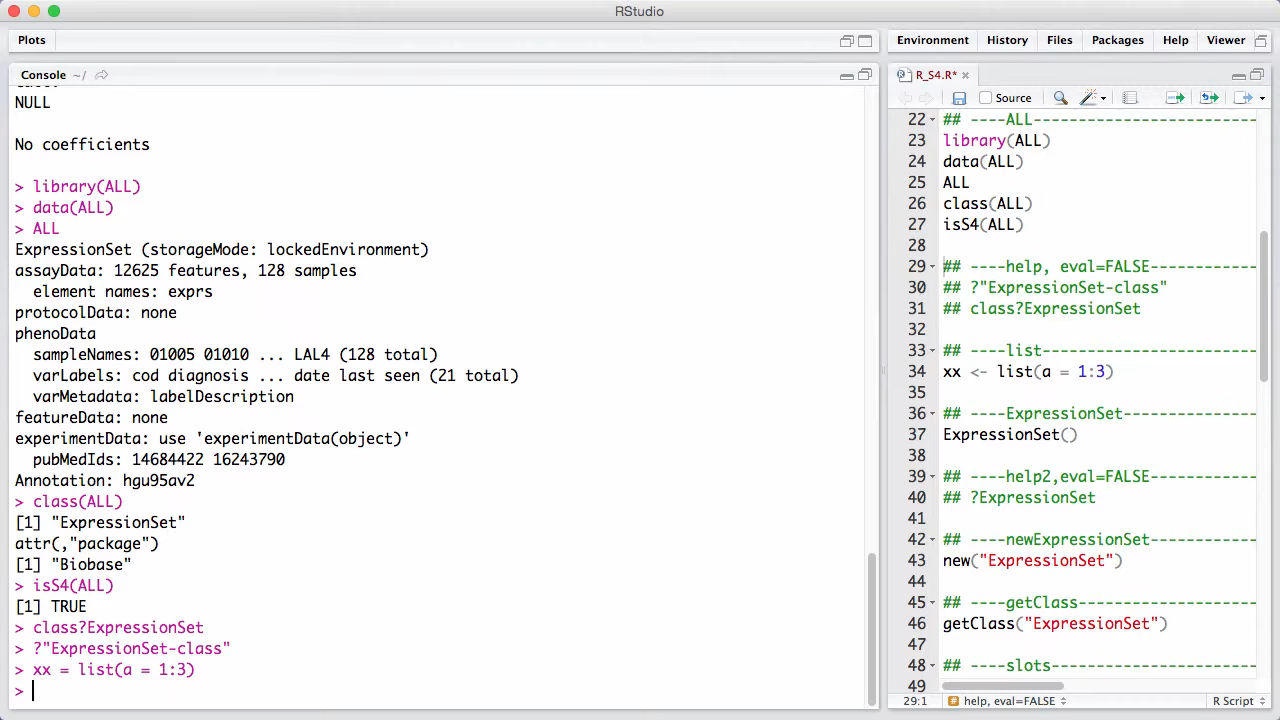 RStudio
Plots
Environment History Files Packages Help Viewer
Console ~/
NULL
No coefficients
> library(ALL)
> data(ALL)
> ALL
ExpressionSet (storageMode: lockedEnvironment)
assayData: 12625 features, 128 samples
element names: exprs
protocolData: none
phenoData
sampleNames: 01005 01010 ... LAL4 (128 total)
varLabels: cod diagnosis ... date last seen (21 total)
varMetadata: labelDescription
featureData: none
experimentData: use 'experimentData(object)'
pubMedIds: 14684422 16243790
Annotation: hgu95av2
> class(ALL)
[1] "ExpressionSet"
attr(,"package")
[1] "Biobase"
> isS4(ALL)
[1] TRUE
> class?ExpressionSet
> ?"ExpressionSet-class"
> xx = list(a = 1:3)
>
R_S4.R*
Source
22 ## ----ALL-------------------------
23 library(ALL)
24 data(ALL)
25 ALL
26 class(ALL)
27 isS4(ALL)
28
29 ## ----help, eval=FALSE------------
30 ## ?"ExpressionSet-class"
31 ## class?ExpressionSet
32
33 ## ----list------------------------
34 xx <- list(a = 1:3)
35
36 ## ----ExpressionSet---------------
37 ExpressionSet()
38
39 ## ----help2,eval=FALSE------------
40 ## ?ExpressionSet
41
42 ## ----newExpressionSet------------
43 new("ExpressionSet")
44
45 ## ----getClass--------------------
46 getClass("ExpressionSet")
47
48 ## ----slots-----------------------
49
29:1 help, eval=FALSE R Script